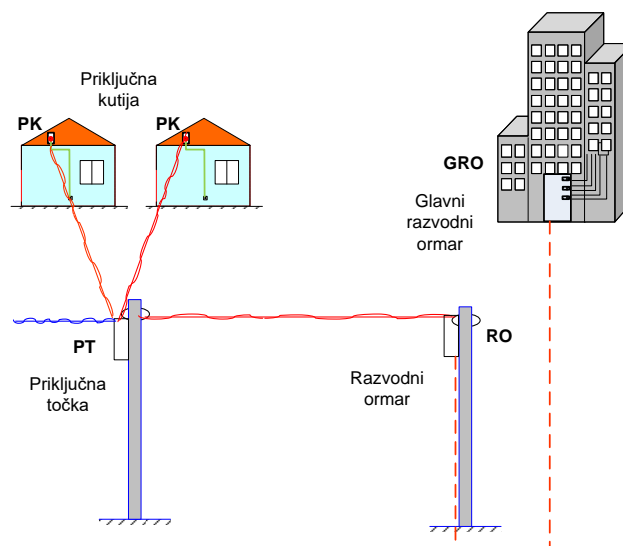 Priključna
kutija
PK
PK
GRO
Glavni
razvodni
ormar
PT
RO
Priključna
točka
Razvodni
ormar